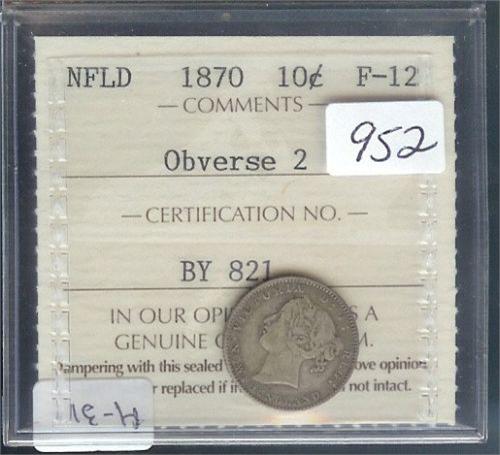 NFLD 1870 10¢ F-12
— COMMENTS —
952
Obverse 2
— CERTIFICATION NO. —
BY 821
IN OUR OPI S A
GENUINE M.
Tampering with this sealed ove opinion
r replaced if i not intact.